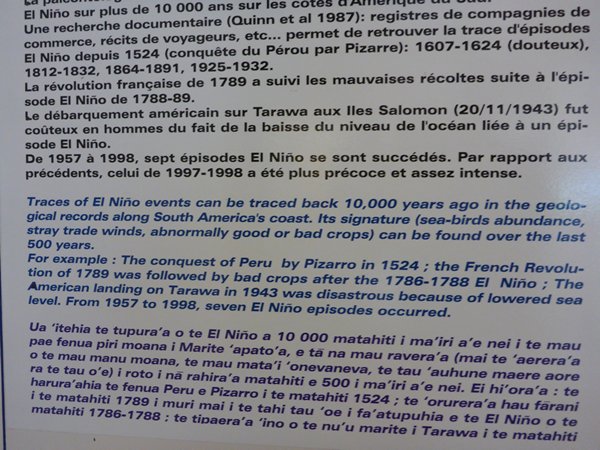 El Niño sur plus de 10 000 ans sur les côtes d'Amérique du Sud.
Une recherche documentaire (Quinn et al 1987): registres de compagnies de
commerce, récits de voyageurs, etc... permet de retrouver la trace d'épisodes
El Niño depuis 1524 (conquête du Pérou par Pizarre): 1607-1624 (douteux),
1812-1832, 1864-1891, 1925-1932.
La révolution française de 1789 a suivi les mauvaises récoltes suite à l'épi-
sode El Niño de 1788-89.
Le débarquement américain sur Tarawa aux Iles Salomon (20/11/1943) fut
coûteux en hommes du fait de la baisse du niveau de l'océan liée à un épi-
sode El Niño.
De 1957 à 1998, sept épisodes El Niño se sont succédés. Par rapport aux
précédents, celui de 1997-1998 a été plus précoce et assez intense.
Traces of El Niño events can be traced back 10,000 years ago in the geolo-
gical records along South America's coast. Its signature (sea-birds abundance,
stray trade winds, abnormally good or bad crops) can be found over the last
500 years.
For example : The conquest of Peru by Pizarro in 1524 ; the French Revolu-
tion of 1789 was followed by bad crops after the 1786-1788 El Niño ; The
American landing on Tarawa in 1943 was disastrous because of lowered sea
level. From 1957 to 1998, seven El Niño episodes occurred.
Ua 'itehia te tupura'a o te El Niño a 10 000 matahiti i ma'iri a'e nei i te mau
pae fenua piri moana i Marite 'apato'a, e tā na mau ravera'a (mai te 'aerera'a
o te mau manu moana, te mau mata'i 'onevaneva, te tau 'auhune maere aore
ra te tau o'e) i roto i nā rahira'a matahiti e 500 i ma'iri a'e nei. Ei hi'ora'a : te
harura'ahia te fenua Peru e Pizarro i te matahiti 1524 ; te 'orurera'a hau fārani
i te matahiti 1789 i muri mai i te tahi tau 'oe i fa'atupuhia e te El Niño o te
matahiti 1786-1788 : te tipaera'a 'ino o te nu'u marite i Tarawa i te matahiti